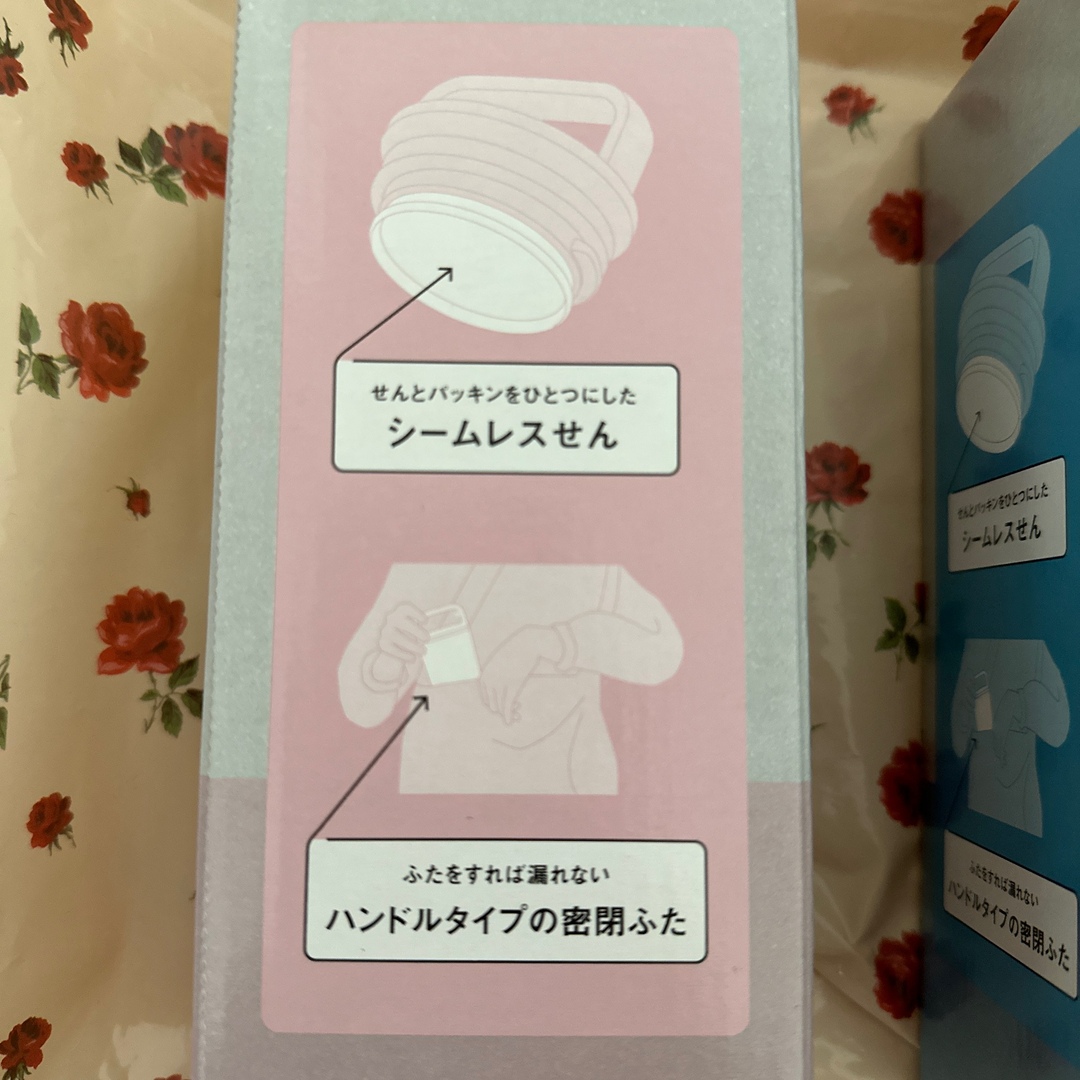 せんとパッキンをひとつにした
シームレスせん
ふたをすれば漏れない
ハンドルタイプの密閉ふた
せんとパッキンをひとつにした
シームレスせん
ふたをすれば漏れない
ハンドルタイプの密閉ふた